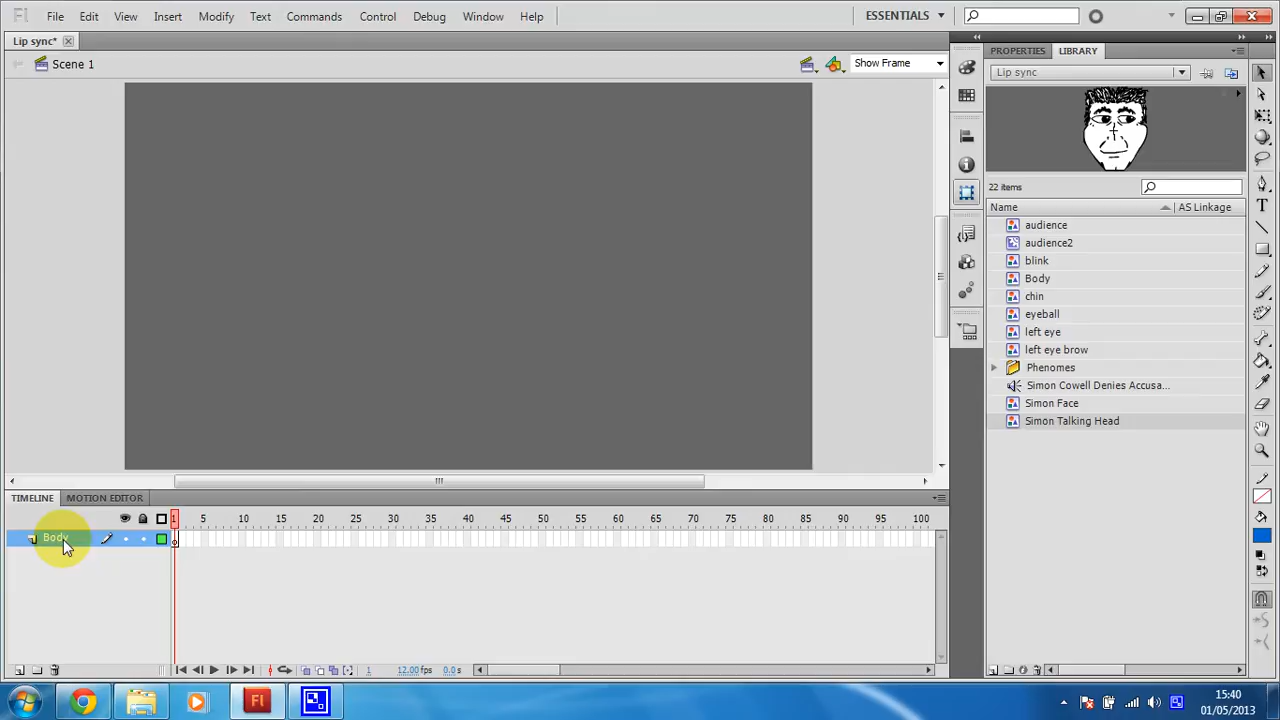 Fl File Edit View Insert Modify Text Commands Control Debug Window Help ESSENTIALS
Lip sync*
Scene 1 Show Frame
PROPERTIES LIBRARY
Lip sync
22 items
Name AS Linkage
audience
audience2
blink
Body
chin
eyeball
left eye
left eye brow
Phenomes
Simon Cowell Denies Accusa...
Simon Face
Simon Talking Head
TIMELINE MOTION EDITOR
1 5 10 15 20 25 30 35 40 45 50 55 60 65 70 75 80 85 90 95 100
Body
1 12.00 fps 0.0 s
Fl
15:40
01/05/2013